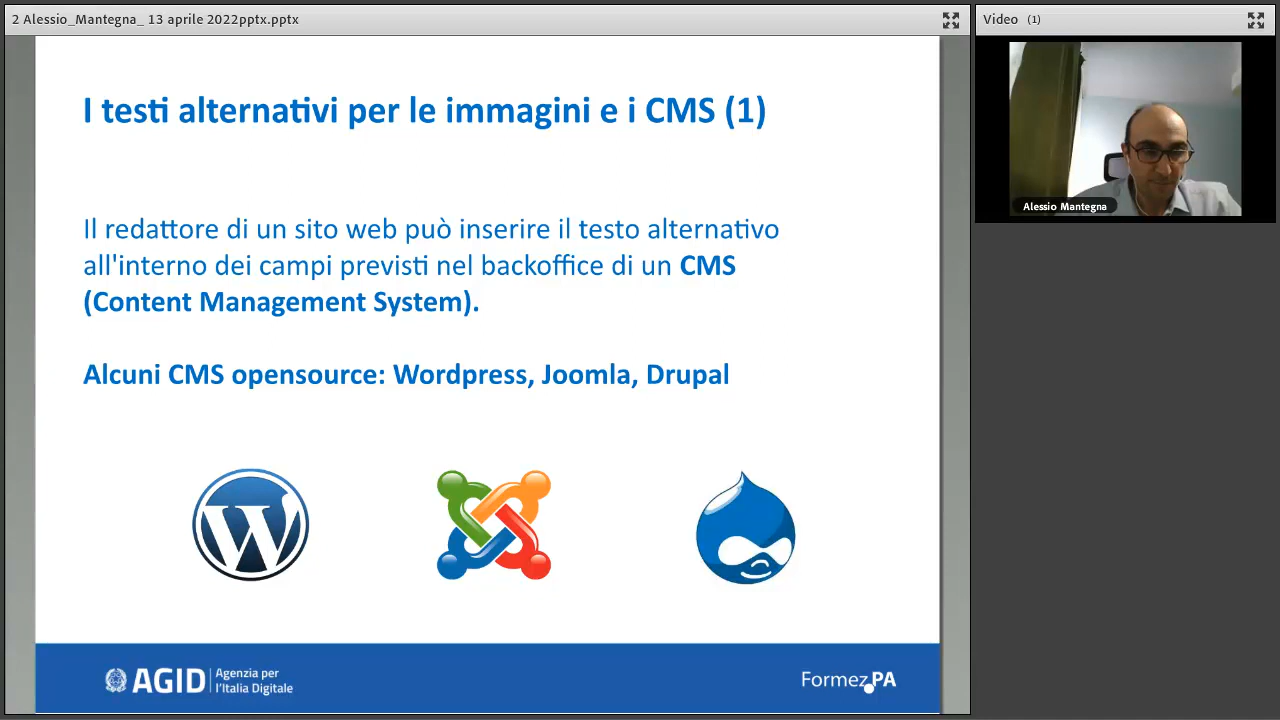 2 Alessio_Mantegna_ 13 aprile 2022pptx.pptx
Video (1)
I testi alternativi per le immagini e i CMS (1)
Il redattore di un sito web può inserire il testo alternativo
all'interno dei campi previsti nel backoffice di un CMS
(Content Management System).
Alcuni CMS opensource: Wordpress, Joomla, Drupal
Alessio Mantegna
AGID Agenzia per
l'Italia Digitale
Formez PA